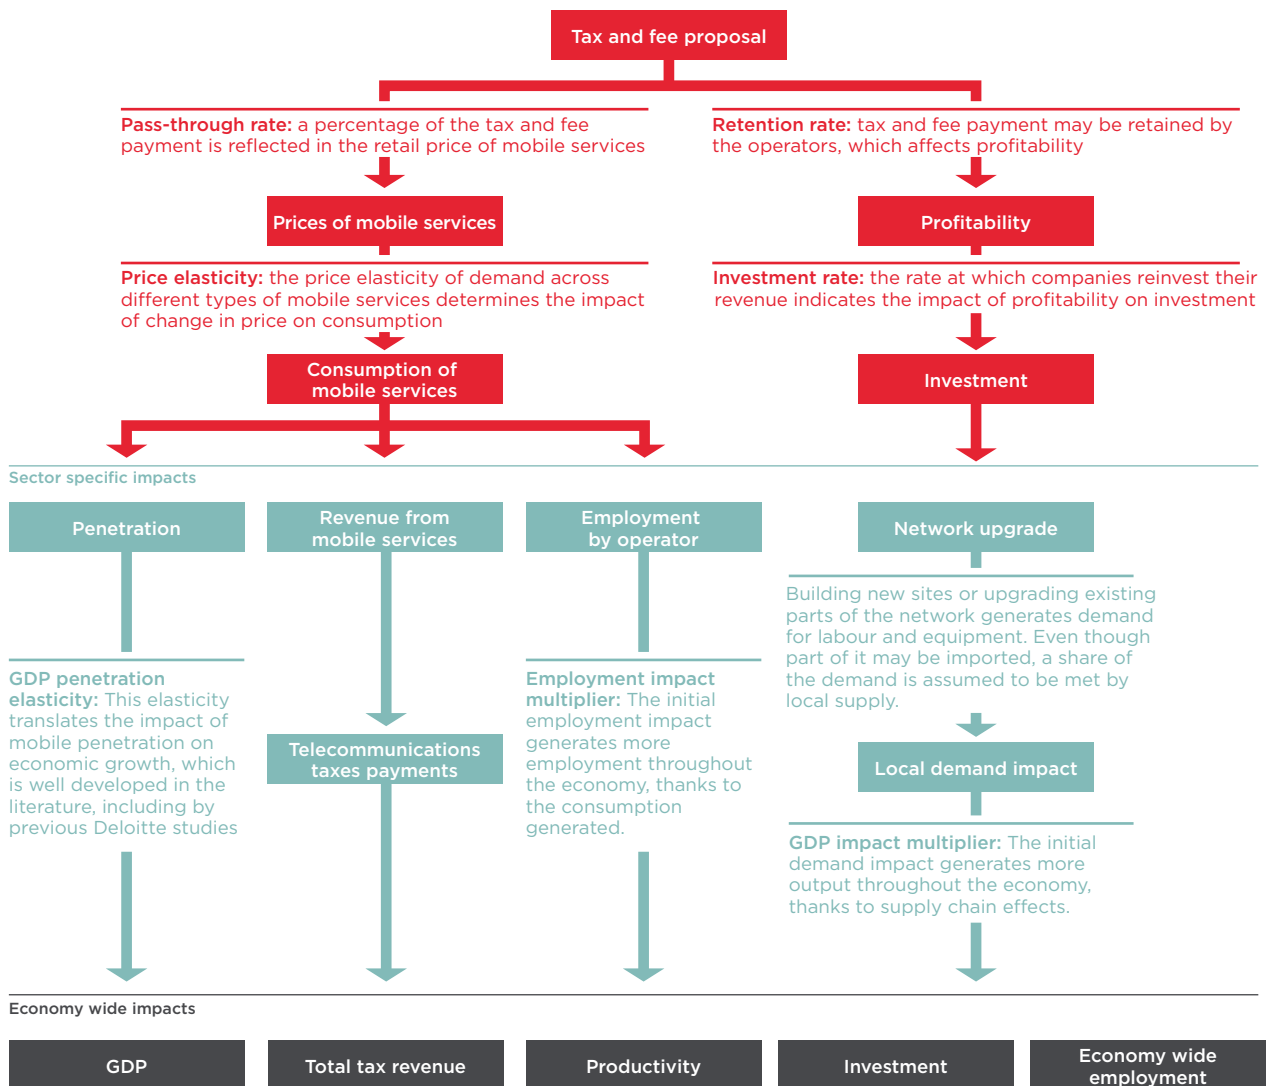 Tax and fee proposal
Pass-through rate: a percentage of the tax and fee
payment is reflected in the retail price of mobile services
Retention rate: tax and fee payment may be retained by
the operators, which affects profitability
Prices of mobile services
Profitability
Price elasticity: the price elasticity of demand across
different types of mobile services determines the impact
of change in price on consumption
Investment rate: the rate at which companies reinvest their
revenue indicates the impact of profitability on investment
Consumption of
mobile services
Investment
Sector specific impacts
Penetration
Revenue from
mobile services
Employment
by operator
Network upgrade
Building new sites or upgrading existing
parts of the network generates demand
for labour and equipment. Even though
part of it may be imported, a share of
the demand is assumed to be met by
local supply.
GDP penetration
elasticity: This elasticity
translates the impact of
mobile penetration on
economic growth, which
is well developed in the
literature, including by
previous Deloitte studies
Telecommunications
taxes payments
Employment impact
multiplier: The initial
employment impact
generates more
employment throughout
the economy, thanks to
the consumption
generated.
Local demand impact
GDP impact multiplier: The initial
demand impact generates more
output throughout the economy,
thanks to supply chain effects.
Economy wide impacts
GDP
Total tax revenue
Productivity
Investment
Economy wide
employment